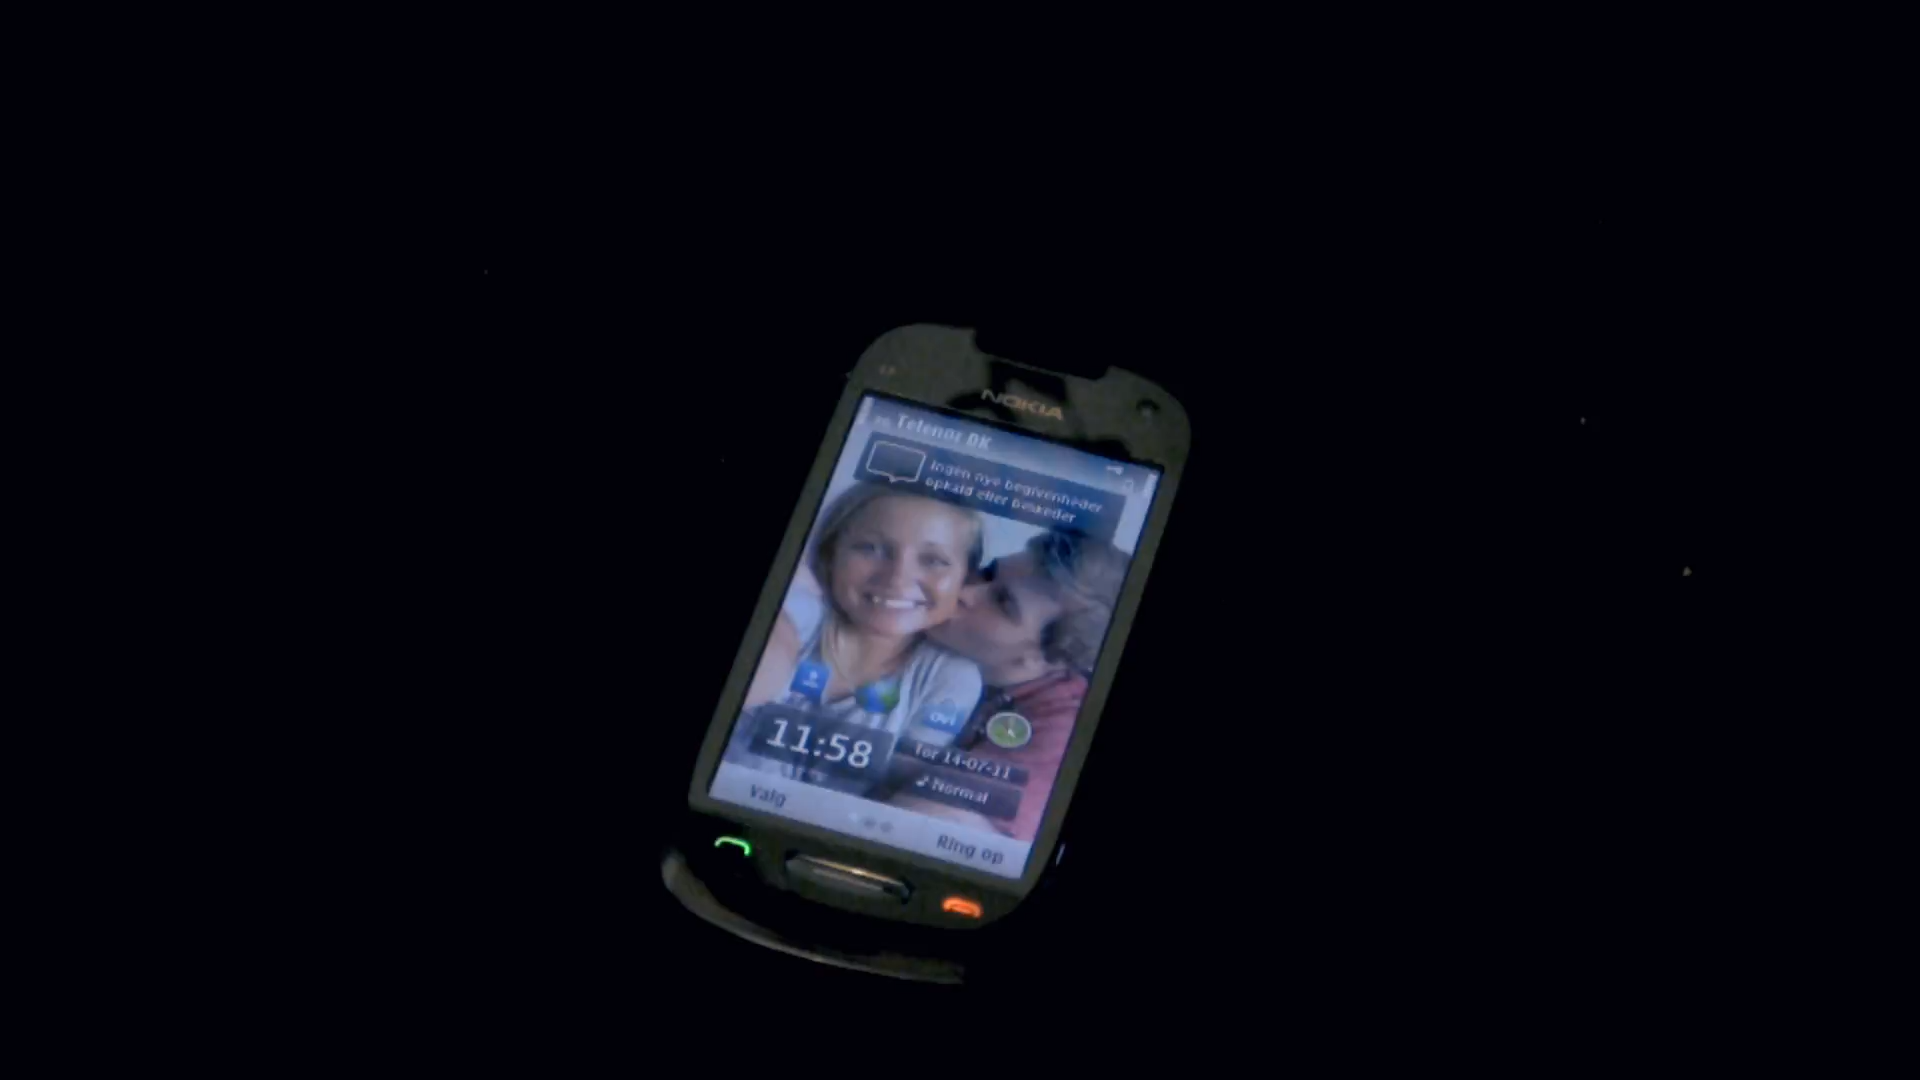 NOKIA
Telenor DK
Ingen nye begivenheder
opkald eller beskeder
OVI
11:58
Tor 14-07-11
Normal
Valg
Ring op